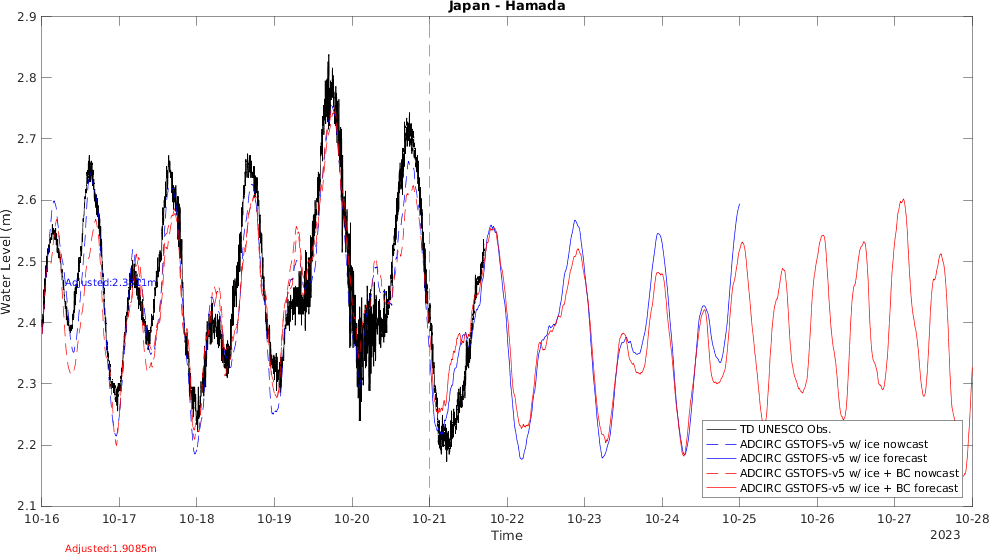 Japan - Hamada
2.9
2.8
2.7
2.6
2.5
2.4
2.3
2.2
2.1
Water Level (m)
TD UNESCO Obs.
ADCIRC GSTOFS-v5 w/ ice nowcast
ADCIRC GSTOFS-v5 w/ ice forecast
ADCIRC GSTOFS-v5 w/ ice + BC nowcast
ADCIRC GSTOFS-v5 w/ ice + BC forecast
10-16 10-17 10-18 10-19 10-20 10-21 10-22 10-23 10-24 10-25 10-26 10-27 10-28
Time 2023
Adjusted:1.9085m